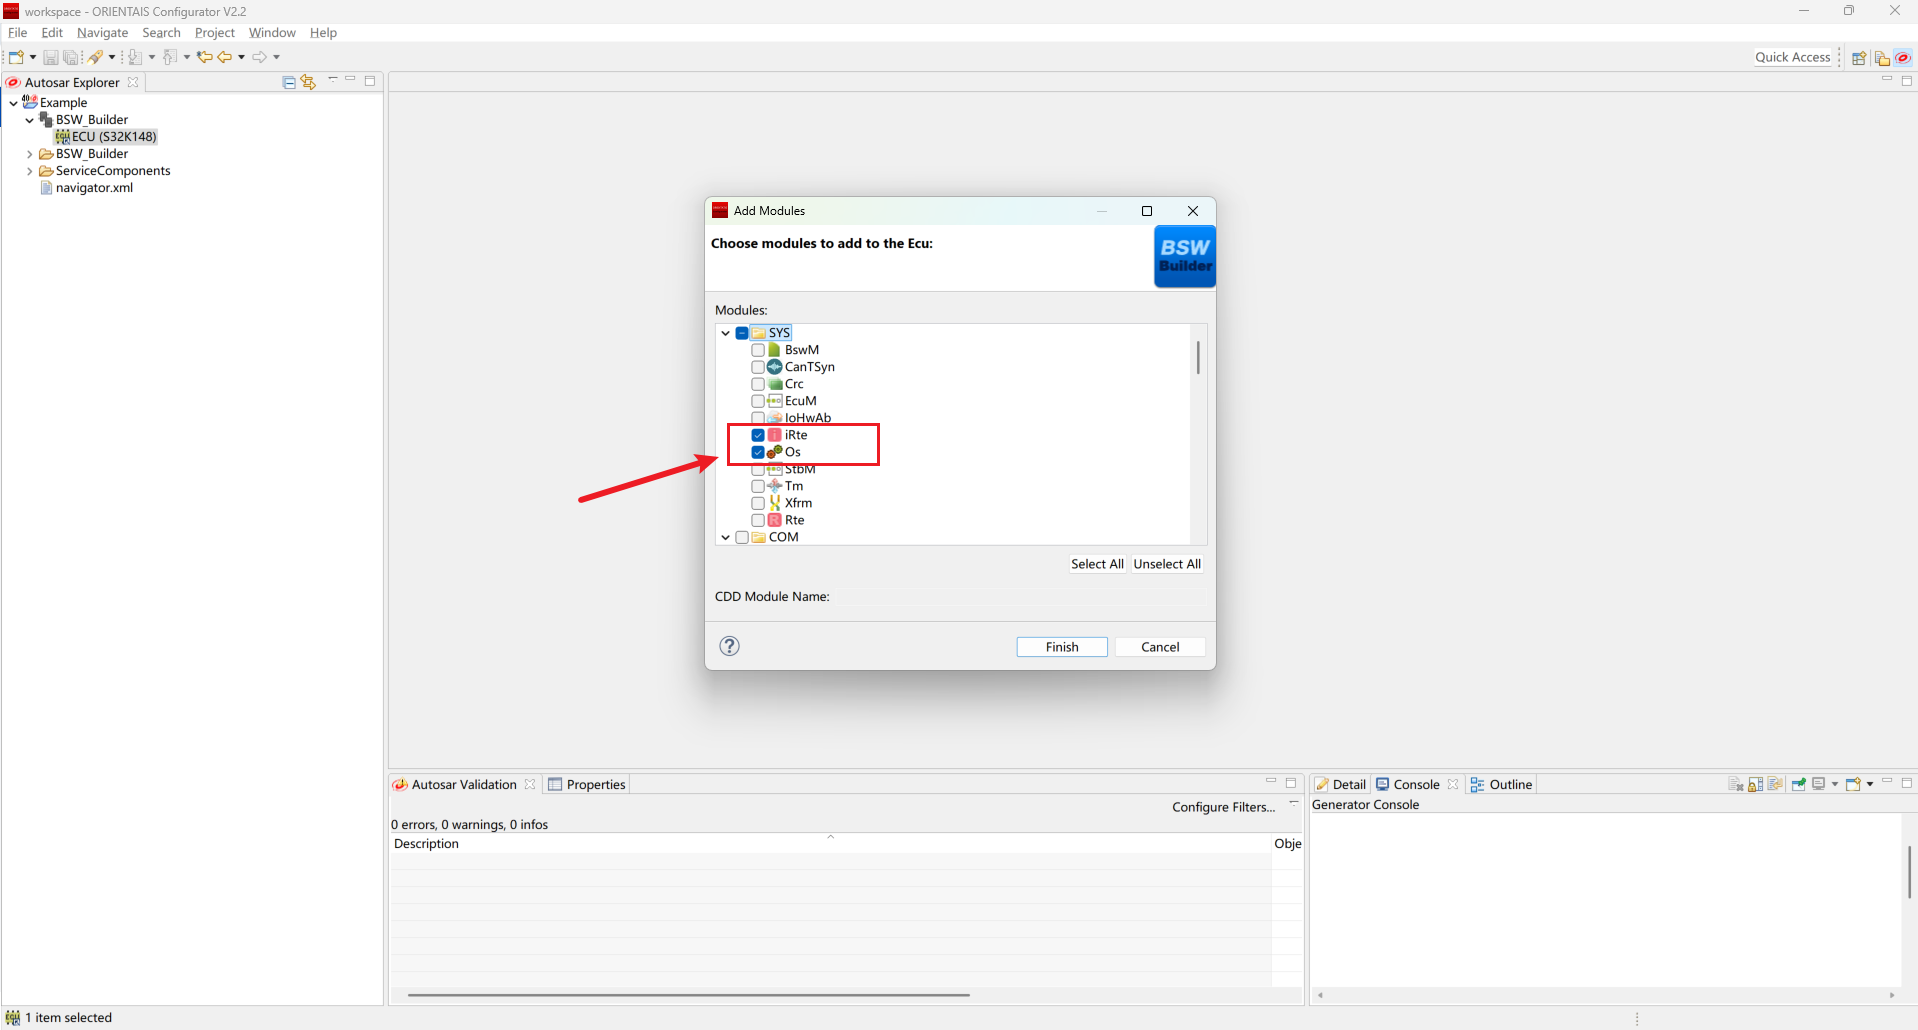 workspace - ORIENTAIS Configurator V2.2
File Edit Navigate Search Project Window Help
Quick Access
Autosar Explorer
Example
BSW_Builder
ECU (S32K148)
BSW_Builder
ServiceComponents
navigator.xml
Add Modules
Choose modules to add to the Ecu:
BSW
Builder
Modules:
SYS
BswM
CanTSyn
Crc
EcuM
IoHwAb
iRte
Os
StbM
Tm
Xfrm
Rte
COM
Select All Unselect All
CDD Module Name:
Finish Cancel
Autosar Validation Properties
Configure Filters...
0 errors, 0 warnings, 0 infos
Description Obje
Detail Console Outline
Generator Console
1 item selected